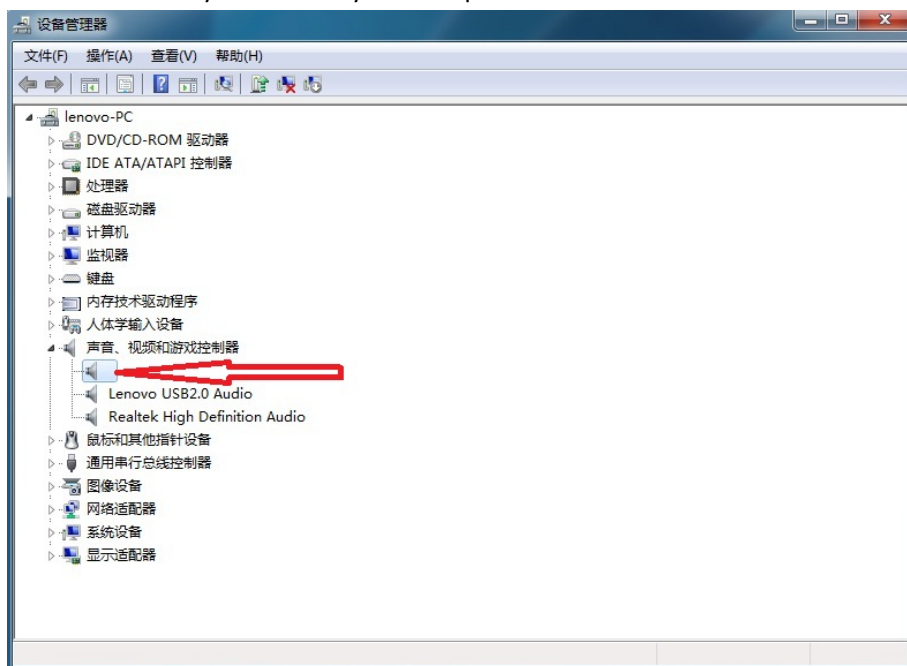 设备管理器
文件(F) 操作(A) 查看(V) 帮助(H)
lenovo-PC
DVD/CD-ROM 驱动器
IDE ATA/ATAPI 控制器
处理器
磁盘驱动器
计算机
监视器
键盘
内存技术驱动程序
人体学输入设备
声音、视频和游戏控制器
Lenovo USB2.0 Audio
Realtek High Definition Audio
鼠标和其他指针设备
通用串行总线控制器
图像设备
网络适配器
系统设备
显示适配器